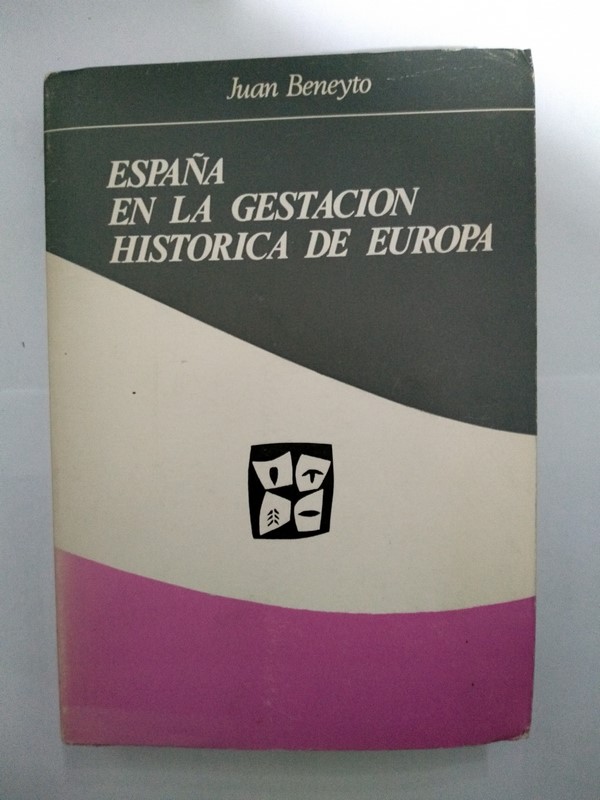 Juan Beneyto
ESPAÑA
EN LA GESTACION
HISTORICA DE EUROPA